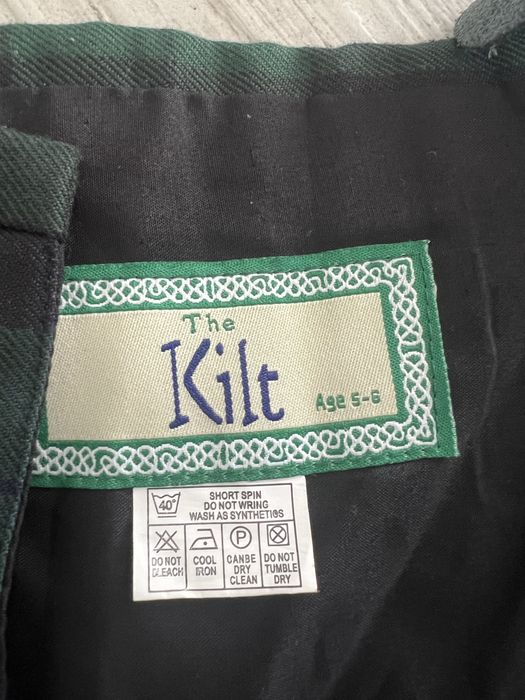 The
Kilt
Age 5-6
40°
SHORT SPIN
DO NOT WRING
WASH AS SYNTHETICS
DO NOT
BLEACH
COOL
IRON
P
CANBE
DRY
CLEAN
DO NOT
TUMBLE
DRY